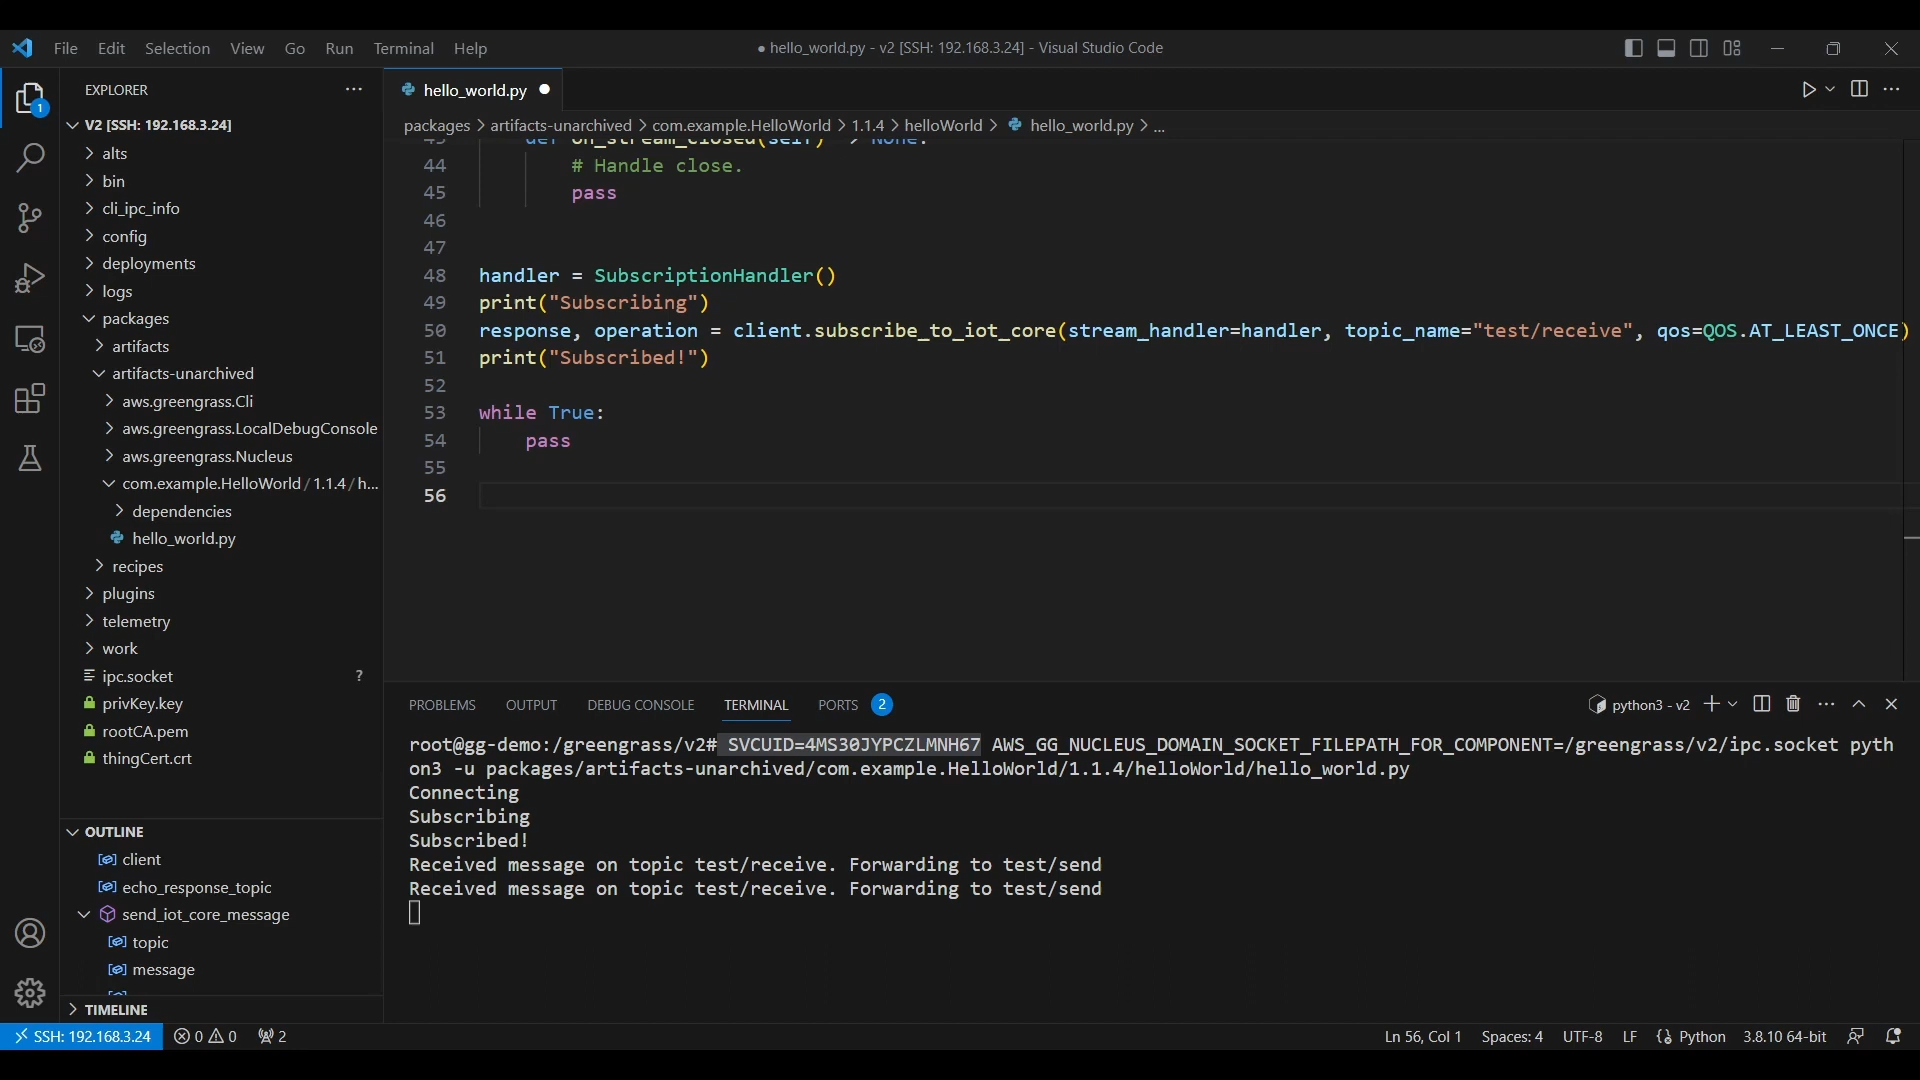 File Edit Selection View Go Run Terminal Help
● hello_world.py - v2 [SSH: 192.168.3.24] - Visual Studio Code
EXPLORER
1
V2 [SSH: 192.168.3.24]
alts
bin
cli_ipc_info
config
deployments
logs
packages
artifacts
artifacts-unarchived
aws.greengrass.Cli
aws.greengrass.LocalDebugConsole
aws.greengrass.Nucleus
com.example.HelloWorld / 1.1.4 / h...
dependencies
hello_world.py
recipes
plugins
telemetry
work
ipc.socket ?
privKey.key
rootCA.pem
thingCert.crt
OUTLINE
client
echo_response_topic
send_iot_core_message
topic
message
TIMELINE
hello_world.py
packages > artifacts-unarchived > com.example.HelloWorld > 1.1.4 > helloWorld > hello_world.py > ...
43 def on_stream_closed(self) -> None:
44 # Handle close.
45 pass
46
47
48 handler = SubscriptionHandler()
49 print("Subscribing")
50 response, operation = client.subscribe_to_iot_core(stream_handler=handler, topic_name="test/receive", qos=QOS.AT_LEAST_ONCE)
51 print("Subscribed!")
52
53 while True:
54 pass
55
56
PROBLEMS OUTPUT DEBUG CONSOLE TERMINAL PORTS 2
python3 - v2
root@gg-demo:/greengrass/v2# SVCUID=4MS30JYPCZLMNH67 AWS_GG_NUCLEUS_DOMAIN_SOCKET_FILEPATH_FOR_COMPONENT=/greengrass/v2/ipc.socket pyth
on3 -u packages/artifacts-unarchived/com.example.HelloWorld/1.1.4/helloWorld/hello_world.py
Connecting
Subscribing
Subscribed!
Received message on topic test/receive. Forwarding to test/send
Received message on topic test/receive. Forwarding to test/send
SSH: 192.168.3.24 0 0 2
Ln 56, Col 1 Spaces: 4 UTF-8 LF Python 3.8.10 64-bit